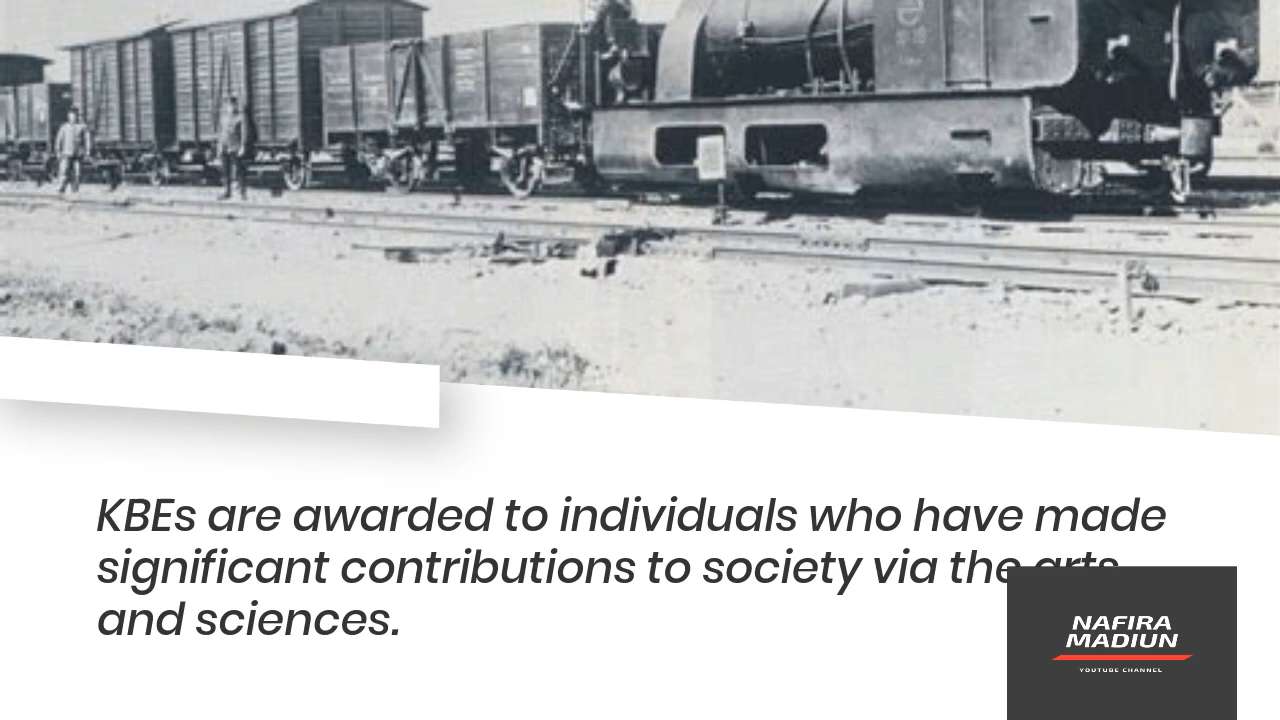 KBEs are awarded to individuals who have made
significant contributions to society via the arts
and sciences.
NAFIRA
MADIUN
YOUTUBE CHANNEL